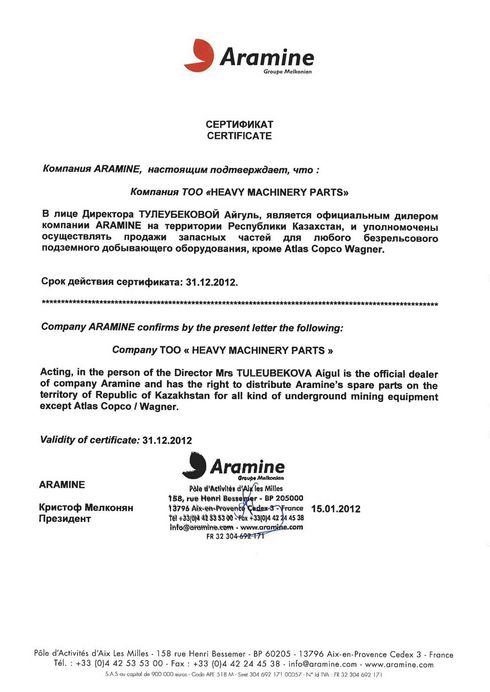 Aramine
Groupe Melkonian
СЕРТИФИКАТ
CERTIFICATE
Компания ARAMINE, настоящим подтверждает, что :
Компания ТОО «HEAVY MACHINERY PARTS»
В лице Директора ТУЛЕУБЕКОВОЙ Айгуль, является официальным дилером
компании ARAMINE на территории Республики Казахстан, и уполномочены
осуществлять продажи запасных частей для любого безрельсового
подземного добывающего оборудования, кроме Atlas Copco Wagner.
Срок действия сертификата: 31.12.2012.
Company ARAMINE confirms by the present letter the following:
Company ТОО « HEAVY MACHINERY PARTS »
Acting, in the person of the Director Mrs TULEUBEKOVA Aigul is the official dealer
of company Aramine and has the right to distribute Aramine's spare parts on the
territory of Republic of Kazakhstan for all kind of underground mining equipment
except Atlas Copco / Wagner.
Validity of certificate: 31.12.2012
Aramine
Groupe Melkonian
ARAMINE
Pôle d'Activités d'Aix les Milles
158, rue Henri Bessemer - BP 205000
Кристоф Мелконян
13796 Aix-en-Provence Cedex 3 - France
15.01.2012
Президент
Tél +33(0)4 42 53 53 00 - Fax +33(0)4 42 24 45 38
info@aramine.com - www.aramine.com
FR 32 304 692 171
Pôle d'Activités d'Aix Les Milles - 158 rue Henri Bessemer - BP 60205 - 13796 Aix-en-Provence Cedex 3 - France
Tél. : +33 (0)4 42 53 53 00 - Fax : +33 (0)4 42 24 45 38 - info@aramine.com - www.aramine.com
S.A.S au capital de 900 000 euros - Code APE 518 M - Siret 304 692 171 00057 - N° Id TVA : FR 32 304 692 171